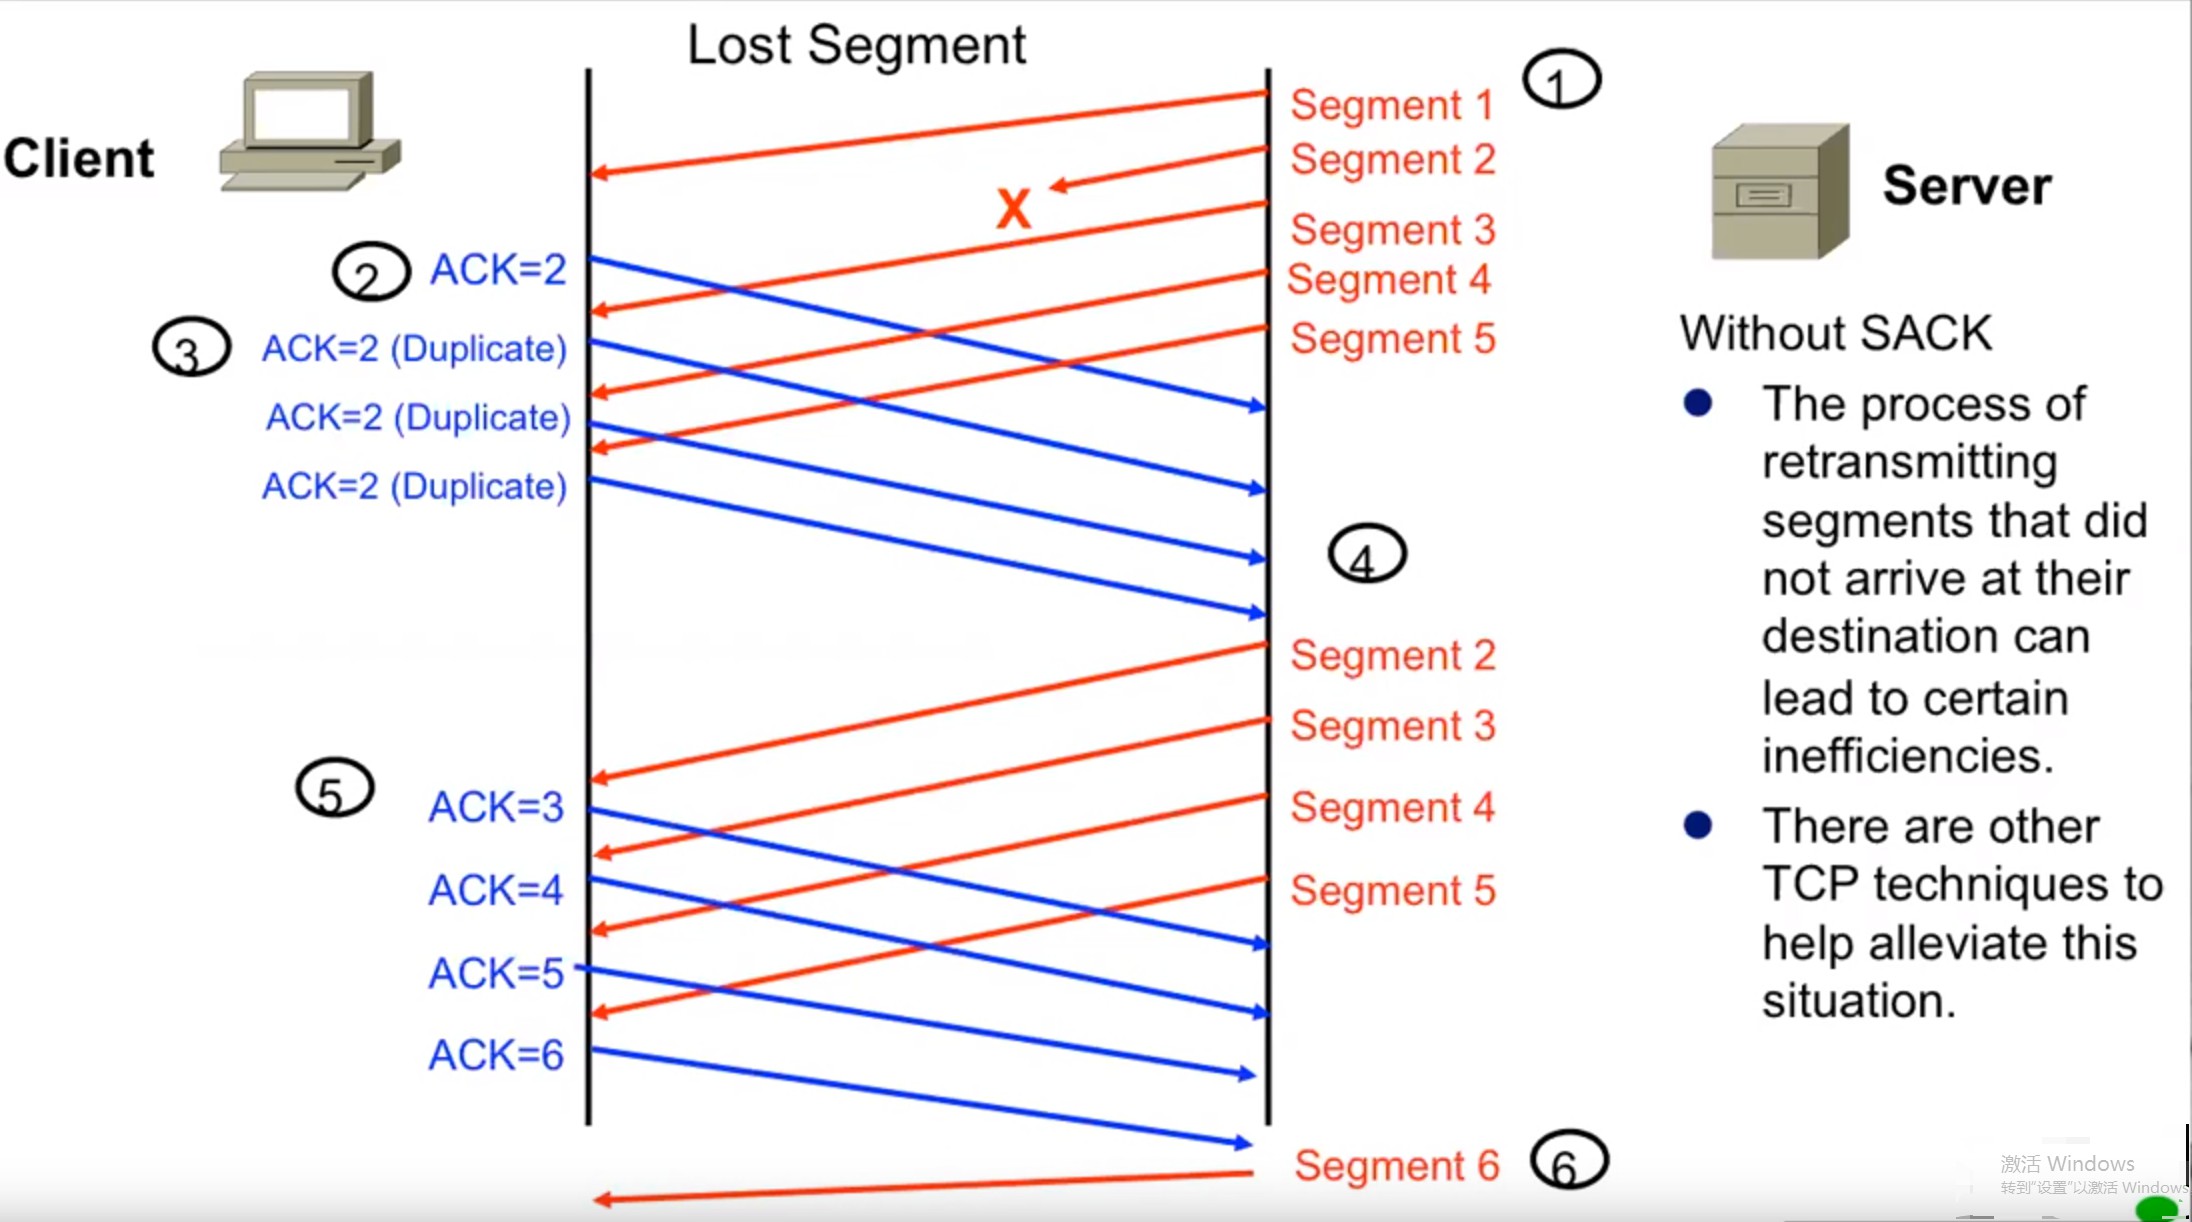 Lost Segment
Client
Server
Segment 1
1
Segment 2
X
Segment 3
2
ACK=2
Segment 4
3
ACK=2 (Duplicate)
Segment 5
ACK=2 (Duplicate)
ACK=2 (Duplicate)
4
Segment 2
Segment 3
5
ACK=3
Segment 4
ACK=4
Segment 5
ACK=5
ACK=6
Segment 6
6
Without SACK
The process of
retransmitting
segments that did
not arrive at their
destination can
lead to certain
inefficiencies.
There are other
TCP techniques to
help alleviate this
situation.
激活 Windows
转到"设置"以激活 Windows